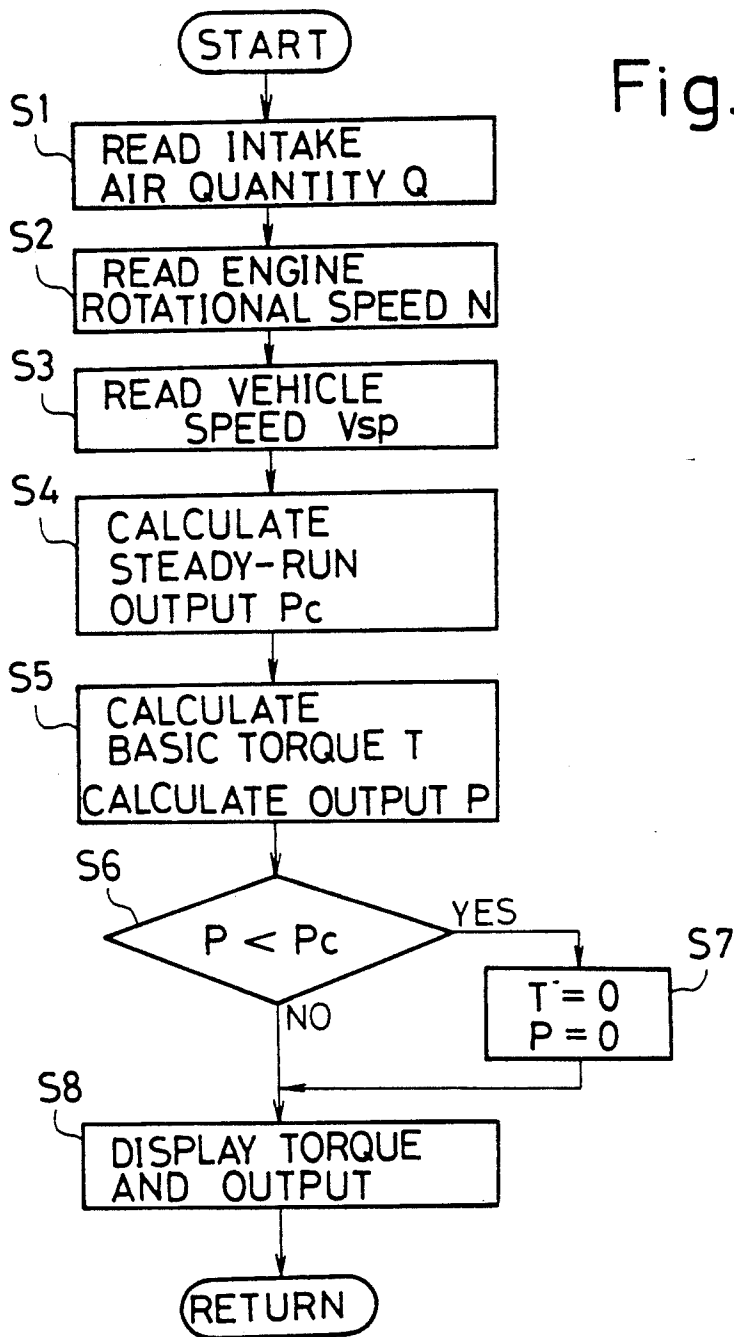 START
Fig.
S1
READ INTAKE
AIR QUANTITY Q
S2
READ ENGINE
ROTATIONAL SPEED N
S3
READ VEHICLE
SPEED Vsp
S4
CALCULATE
STEADY-RUN
OUTPUT Pc
S5
CALCULATE
BASIC TORQUE T
CALCULATE OUTPUT P
S6
P < Pc
YES
S7
T = 0
P = 0
NO
S8
DISPLAY TORQUE
AND OUTPUT
RETURN